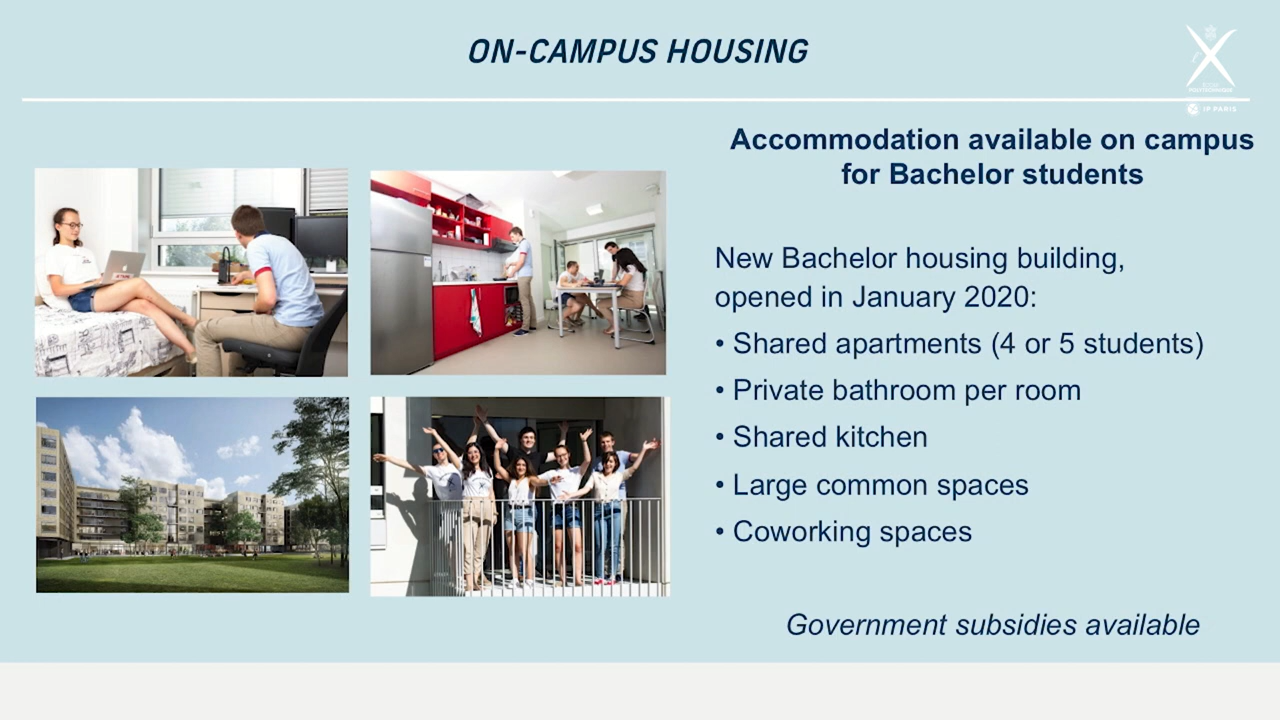 ON-CAMPUS HOUSING
POLYTECHNIQUE
IP PARIS
Accommodation available on campus
for Bachelor students
New Bachelor housing building,
opened in January 2020:
• Shared apartments (4 or 5 students)
• Private bathroom per room
• Shared kitchen
• Large common spaces
• Coworking spaces
Government subsidies available